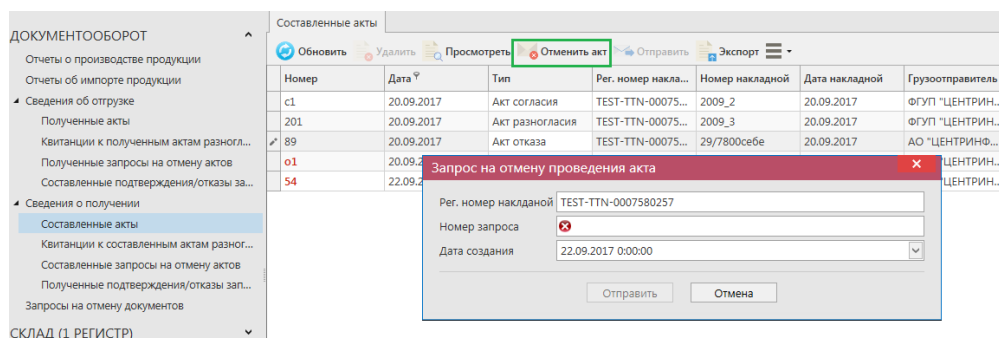 Составленные акты
ДОКУМЕНТООБОРОТ
Отчеты о производстве продукции
Отчеты об импорте продукции
Сведения об отгрузке
Полученные акты
Квитанции к полученным актам разногл...
Полученные запросы на отмену актов
Составленные подтверждения/отказы за...
Сведения о получении
Составленные акты
Квитанции к составленным актам разног...
Составленные запросы на отмену актов
Полученные подтверждения/отказы зап...
Запросы на отмену документов
СКЛАД (1 РЕГИСТР)
Обновить Удалить Просмотреть Отменить акт Отправить Экспорт
Номер Дата Тип Рег. номер накла... Номер накладной Дата накладной Грузоотправитель
с1 20.09.2017 Акт согласия TEST-TTN-00075... 2009_2 20.09.2017 ФГУП "ЦЕНТРИН...
201 20.09.2017 Акт разногласия TEST-TTN-00075... 2009_3 20.09.2017 ФГУП "ЦЕНТРИН...
89 20.09.2017 Акт отказа TEST-TTN-00075... 29/7800себе 20.09.2017 АО "ЦЕНТРИНФ...
о1 20.09.2 "ЦЕНТРИН...
54 22.09.2 "ЦЕНТРИН...
Запрос на отмену проведения акта
Рег. номер наклданой TEST-TTN-0007580257
Номер запроса
Дата создания 22.09.2017 0:00:00
Отправить Отмена